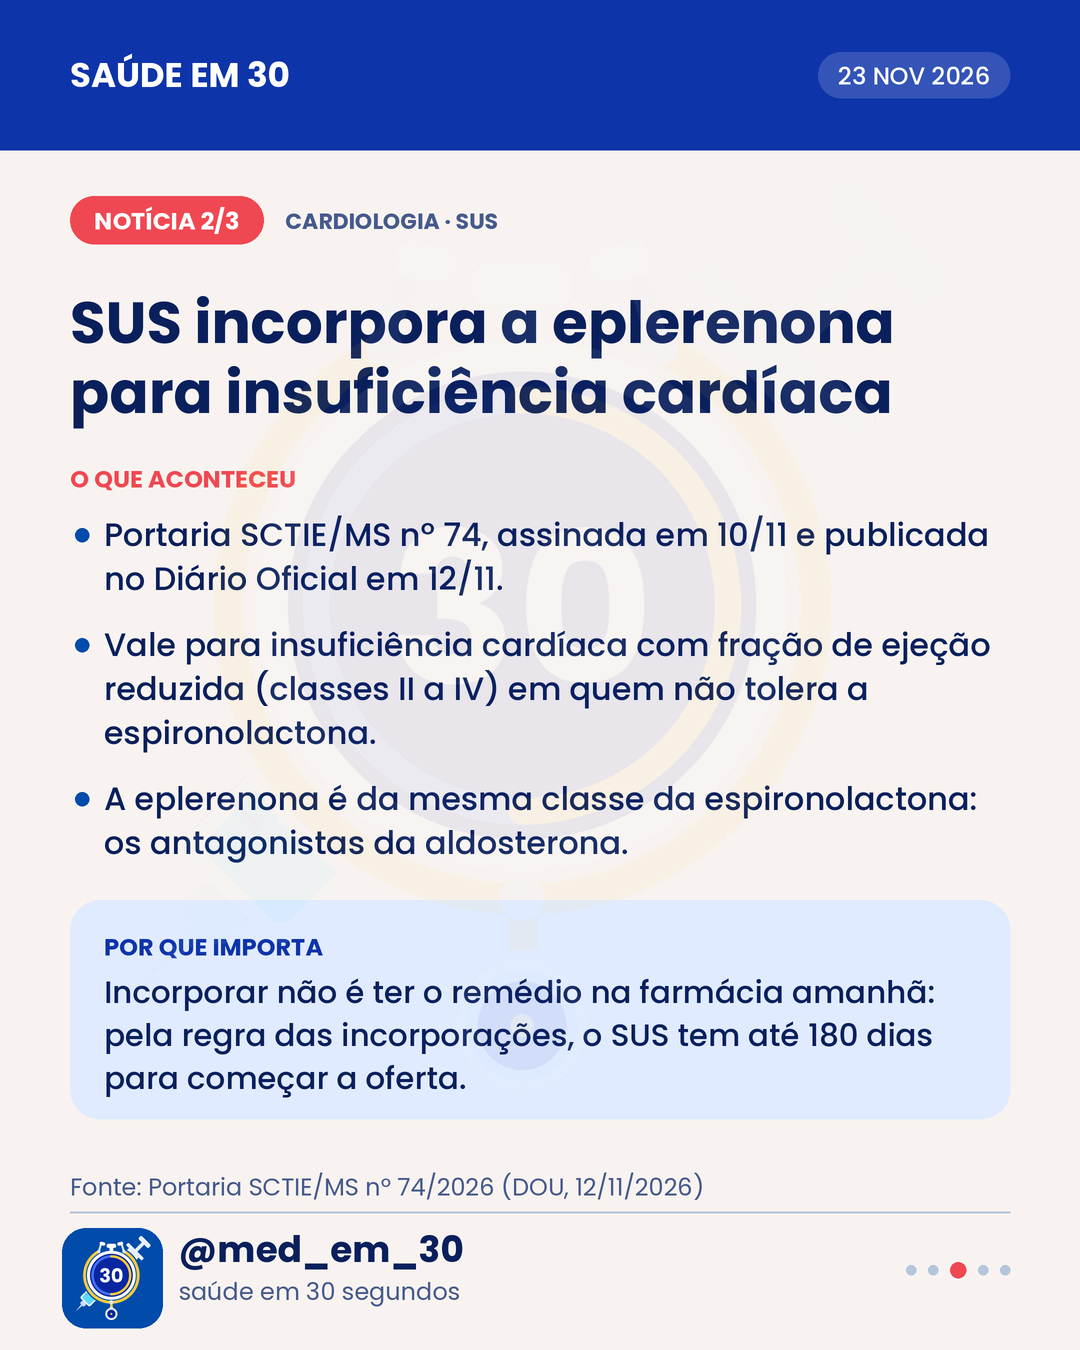 SAÚDE EM 30
23 NOV 2026
NOTÍCIA 2/3
CARDIOLOGIA · SUS
SUS incorpora a eplerenona
para insuficiência cardíaca
O QUE ACONTECEU
• Portaria SCTIE/MS nº 74, assinada em 10/11 e publicada
no Diário Oficial em 12/11.
• Vale para insuficiência cardíaca com fração de ejeção
reduzida (classes II a IV) em quem não tolera a
espironolactona.
• A eplerenona é da mesma classe da espironolactona:
os antagonistas da aldosterona.
30
POR QUE IMPORTA
Incorporar não é ter o remédio na farmácia amanhã:
pela regra das incorporações, o SUS tem até 180 dias
para começar a oferta.
Fonte: Portaria SCTIE/MS nº 74/2026 (DOU, 12/11/2026)
30
@med_em_30
saúde em 30 segundos